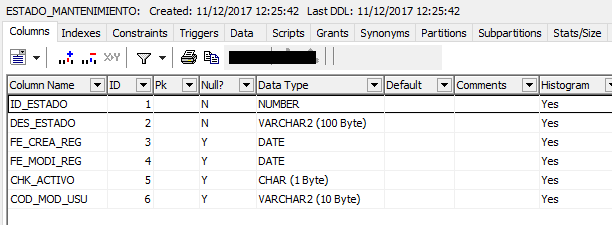 ESTADO_MANTENIMIENTO: Created: 11/12/2017 12:25:42 Last DDL: 11/12/2017 12:25:42
Columns Indexes Constraints Triggers Data Scripts Grants Synonyms Partitions Subpartitions Stats/Size
XYZ
Column Name ID Pk Null? Data Type Default Comments Histogram
ID_ESTADO 1 N NUMBER Yes
DES_ESTADO 2 N VARCHAR2 (100 Byte) Yes
FE_CREA_REG 3 Y DATE Yes
FE_MODI_REG 4 Y DATE Yes
CHK_ACTIVO 5 Y CHAR (1 Byte) Yes
COD_MOD_USU 6 Y VARCHAR2 (10 Byte) Yes